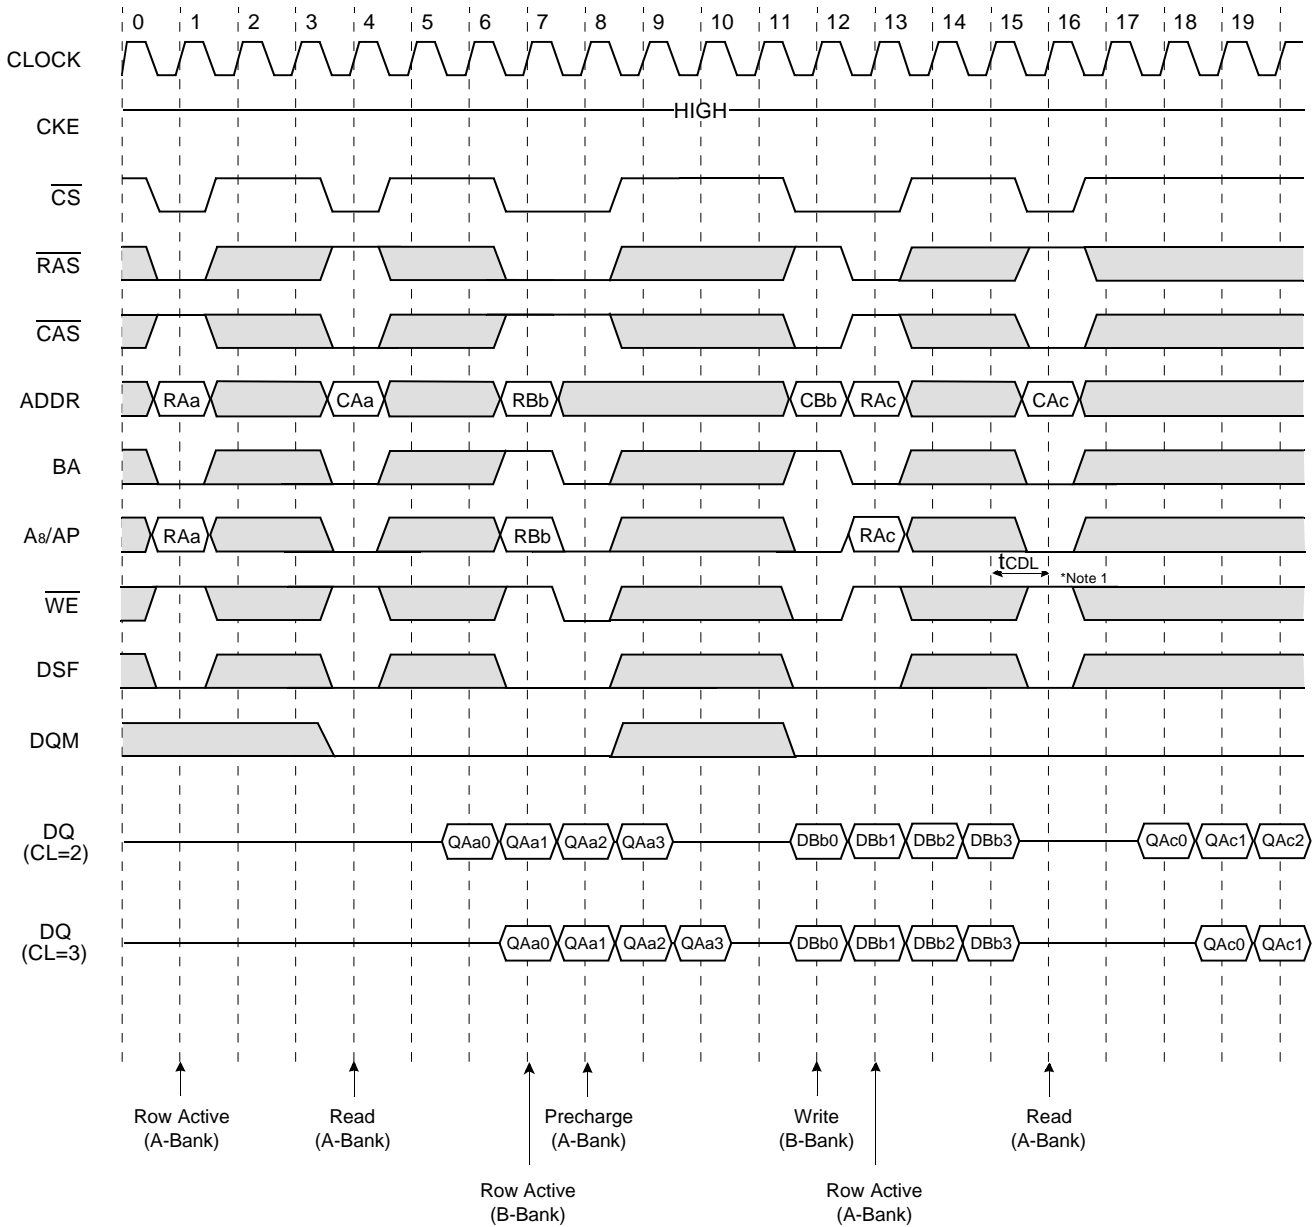 0 1 2 3 4 5 6 7 8 9 10 11 12 13 14 15 16 17 18 19
CLOCK
CKE HIGH
CS
RAS
CAS
ADDR RAa CAa RBb CBb RAc CAc
BA
A8/AP RAa RBb RAc
tCDL *Note 1
WE
DSF
DQM
DQ
(CL=2) QAa0 QAa1 QAa2 QAa3 DBb0 DBb1 DBb2 DBb3 QAc0 QAc1 QAc2
DQ
(CL=3) QAa0 QAa1 QAa2 QAa3 DBb0 DBb1 DBb2 DBb3 QAc0 QAc1
Row Active Read Precharge Write Read
(A-Bank) (A-Bank) (A-Bank) (B-Bank) (A-Bank)
Row Active Row Active
(B-Bank) (A-Bank)